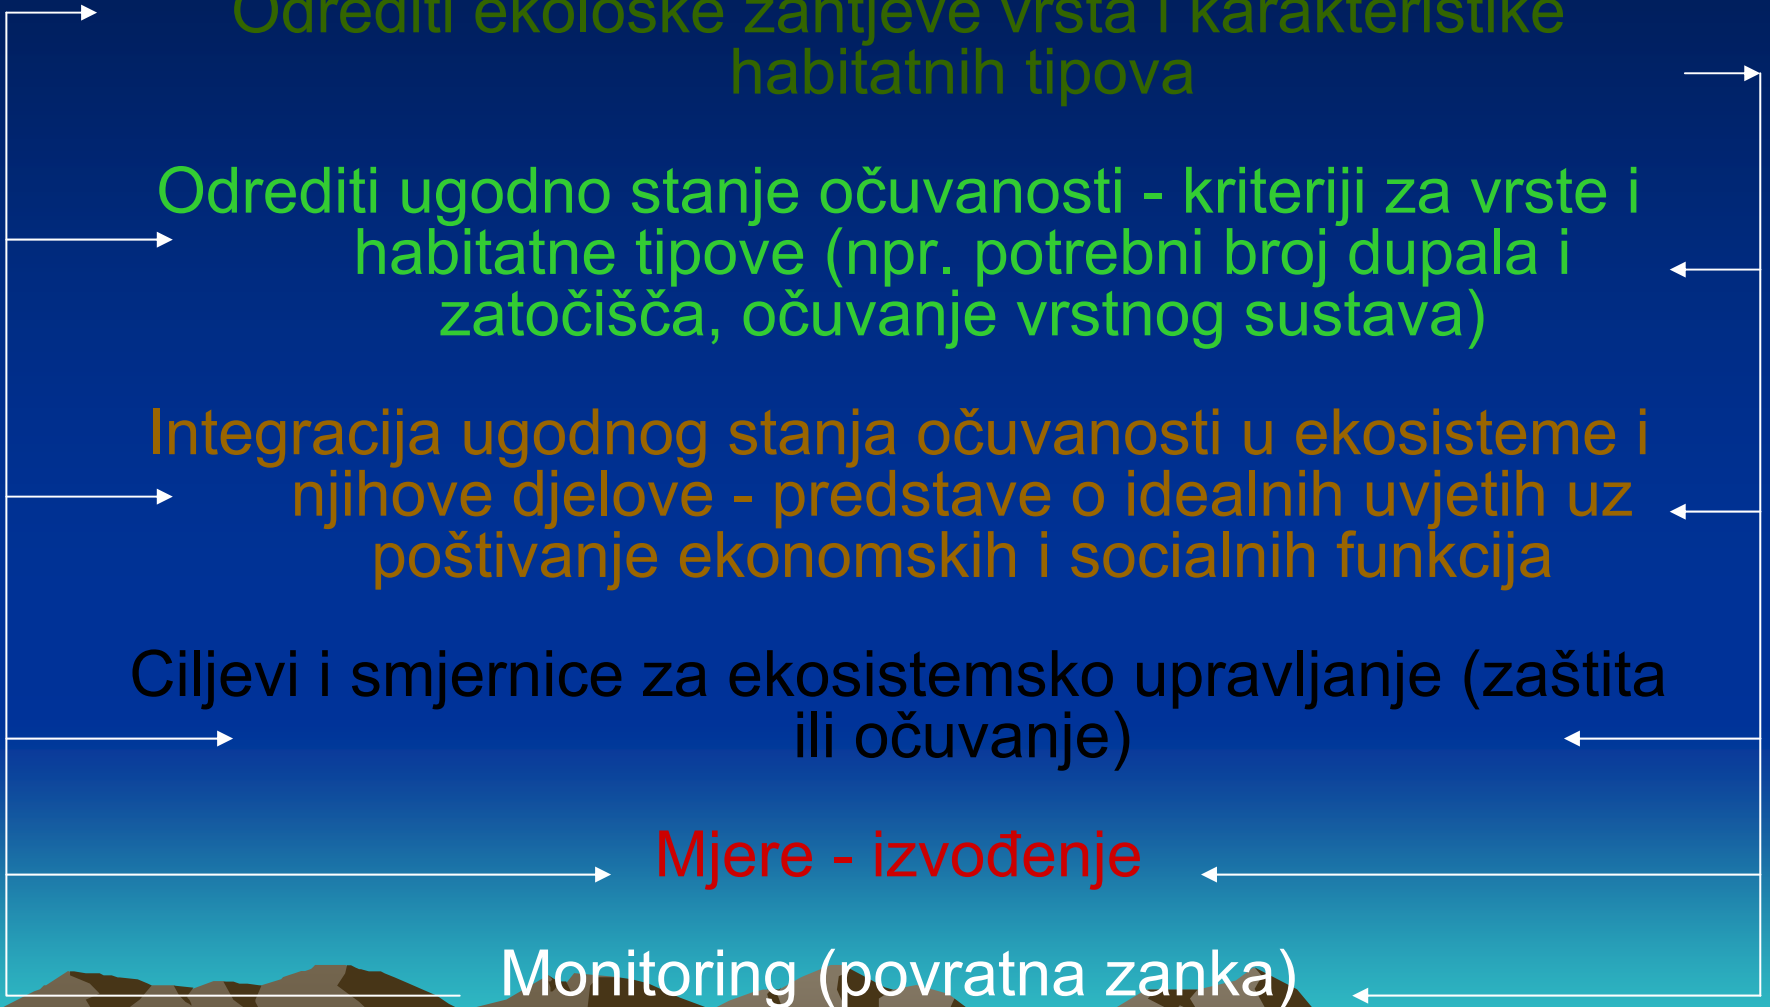 Odrediti ekološke zahtjeve vrsta i karakteristike
habitatnih tipova
Odrediti ugodno stanje očuvanosti - kriteriji za vrste i
habitatne tipove (npr. potrebni broj dupala i
zatočišča, očuvanje vrstnog sustava)
Integracija ugodnog stanja očuvanosti u ekosisteme i
njihove djelove - predstave o idealnih uvjetih uz
poštivanje ekonomskih i socialnih funkcija
Ciljevi i smjernice za ekosistemsko upravljanje (zaštita
ili očuvanje)
Mjere - izvođenje
Monitoring (povratna zanka)